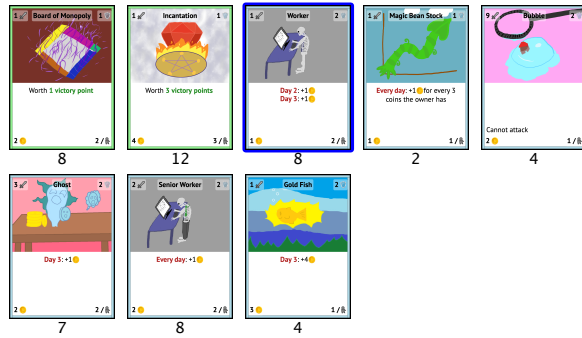 1 Board of Monopoly 1
Worth 1 victory point
2 2/
8
1 Incantation 1
Worth 3 victory points
4 3/
12
1 Worker 2
Day 2: +1
Day 3: +1
1 2/
8
1 Magic Bean Stock 1
Every day: +1 for every 3
coins the owner has
1 1/
2
9 Bubble 2
Cannot attack
2 1/
4
3 Ghost 2
Day 3: +1
2 2/
7
2 Senior Worker 2
Every day: +1
2 2/
8
1 Gold Fish 2
Day 3: +4
3 1/
4